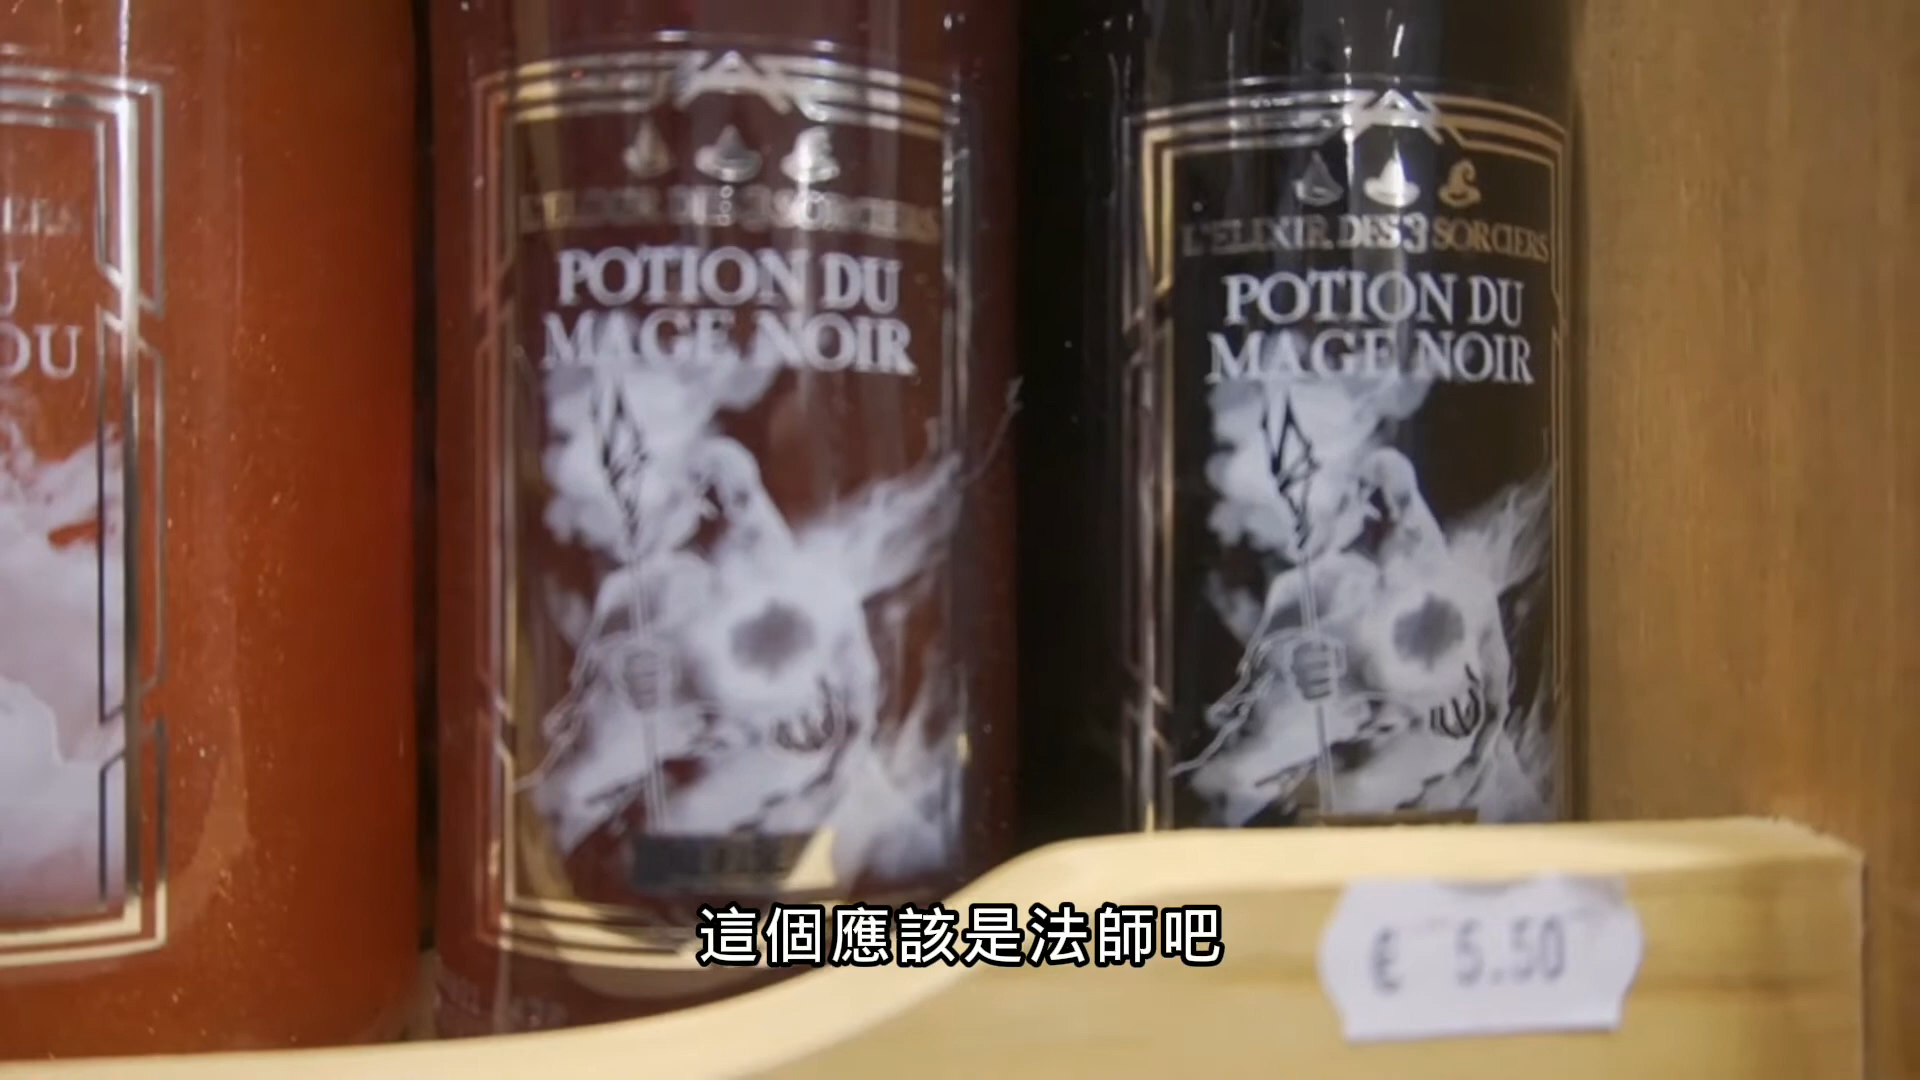 OU
L'ELIXIR DES 3 SORCIERS
POTION DU
MAGE NOIR
L'ELIXIR DES 3 SORCIERS
POTION DU
MAGE NOIR
這個應該是法師吧
€ 5.50